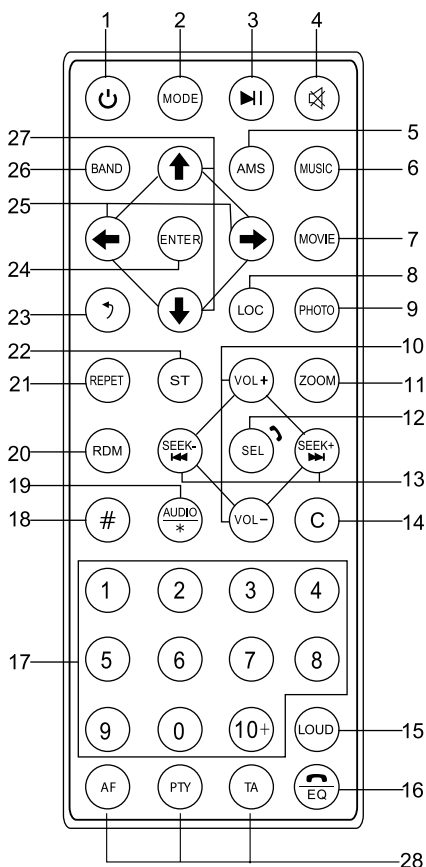 1 2 3 4
MODE
5
27
BAND AMS MUSIC
26 6
25
ENTER MOVIE 7
24 8
LOC PHOTO
23 9
22 10
REPET ST VOL+ ZOOM
21 11
12
RDM SEEK- SEL SEEK+
20 13
19
# AUDIO * VOL- C
18 14
1 2 3 4
17 5 6 7 8
9 0 10+ LOUD 15
AF PTY TA EQ 16
28